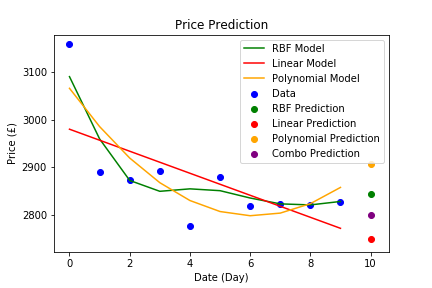 Price Prediction
RBF Model
Linear Model
Polynomial Model
Data
RBF Prediction
Linear Prediction
Polynomial Prediction
Combo Prediction
3100
3000
2900
2800
Price (£)
0 2 4 6 8 10
Date (Day)